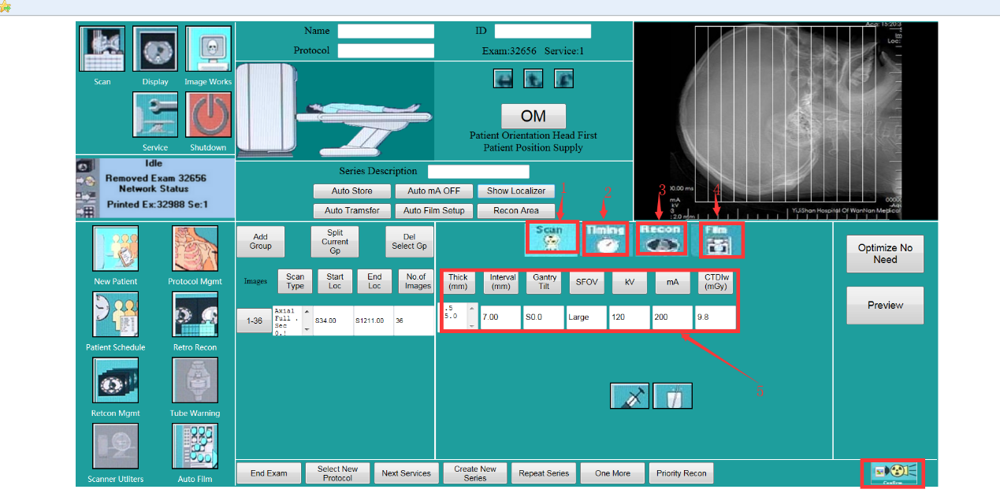 Name
ID
Protocol
Exam:32656 Service:1
Scan
Display
Image Works
Service
Shutdown
OM
Patient Orientation Head First
Patient Position Supply
Idle
Removed Exam 32656
Network Status
Printed Ex:32988 Se:1
Series Description
Auto Store
Auto mA OFF
Show Localizer
Auto Tramsfer
Auto Film Setup
Recon Area
1
2
3
4
Loc:
00.00 ms
mA
kV
YiJiShan Hospital Of WanNan Medical
New Patient
Protocol Mgmt
Patient Schedule
Retro Recon
Retcon Mgmt
Tube Warning
Scanner Utliters
Auto Film
Add Group
Split Current Gp
Del Select Gp
Scan
Timing
Recon
Film
Optimize No Need
Preview
Images
Scan Type
Start Loc
End Loc
No.of Images
Thick (mm)
Interval (mm)
Gantry Tilt
SFOV
kV
mA
CTDIw (mGy)
1-36
Axial
Full .
Sec
0.!
S34.00
S1211.00
36
.5
5.0
7.00
S0.0
Large
120
200
9.8
5
End Exam
Select New Protocol
Next Services
Create New Series
Repeat Series
One More
Priority Recon
Confirm